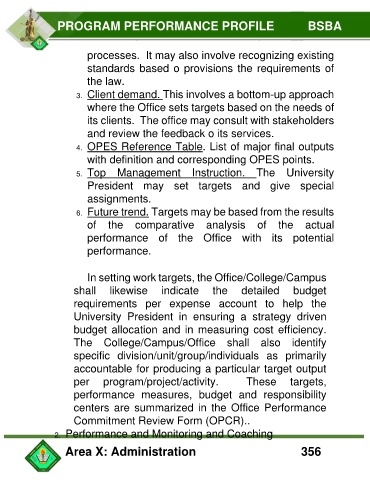 PROGRAM PERFORMANCE PROFILE BSBA
processes. It may also involve recognizing existing
standards based o provisions the requirements of
the law.
3. Client demand. This involves a bottom-up approach
where the Office sets targets based on the needs of
its clients. The office may consult with stakeholders
and review the feedback o its services.
4. OPES Reference Table. List of major final outputs
with definition and corresponding OPES points.
5. Top Management Instruction. The University
President may set targets and give special
assignments.
6. Future trend. Targets may be based from the results
of the comparative analysis of the actual
performance of the Office with its potential
performance.
In setting work targets, the Office/College/Campus
shall likewise indicate the detailed budget
requirements per expense account to help the
University President in ensuring a strategy driven
budget allocation and in measuring cost efficiency.
The College/Campus/Office shall also identify
specific division/unit/group/individuals as primarily
accountable for producing a particular target output
per program/project/activity. These targets,
performance measures, budget and responsibility
centers are summarized in the Office Performance
Commitment Review Form (OPCR)..
2. Performance and Monitoring and Coaching
Area X: Administration 356